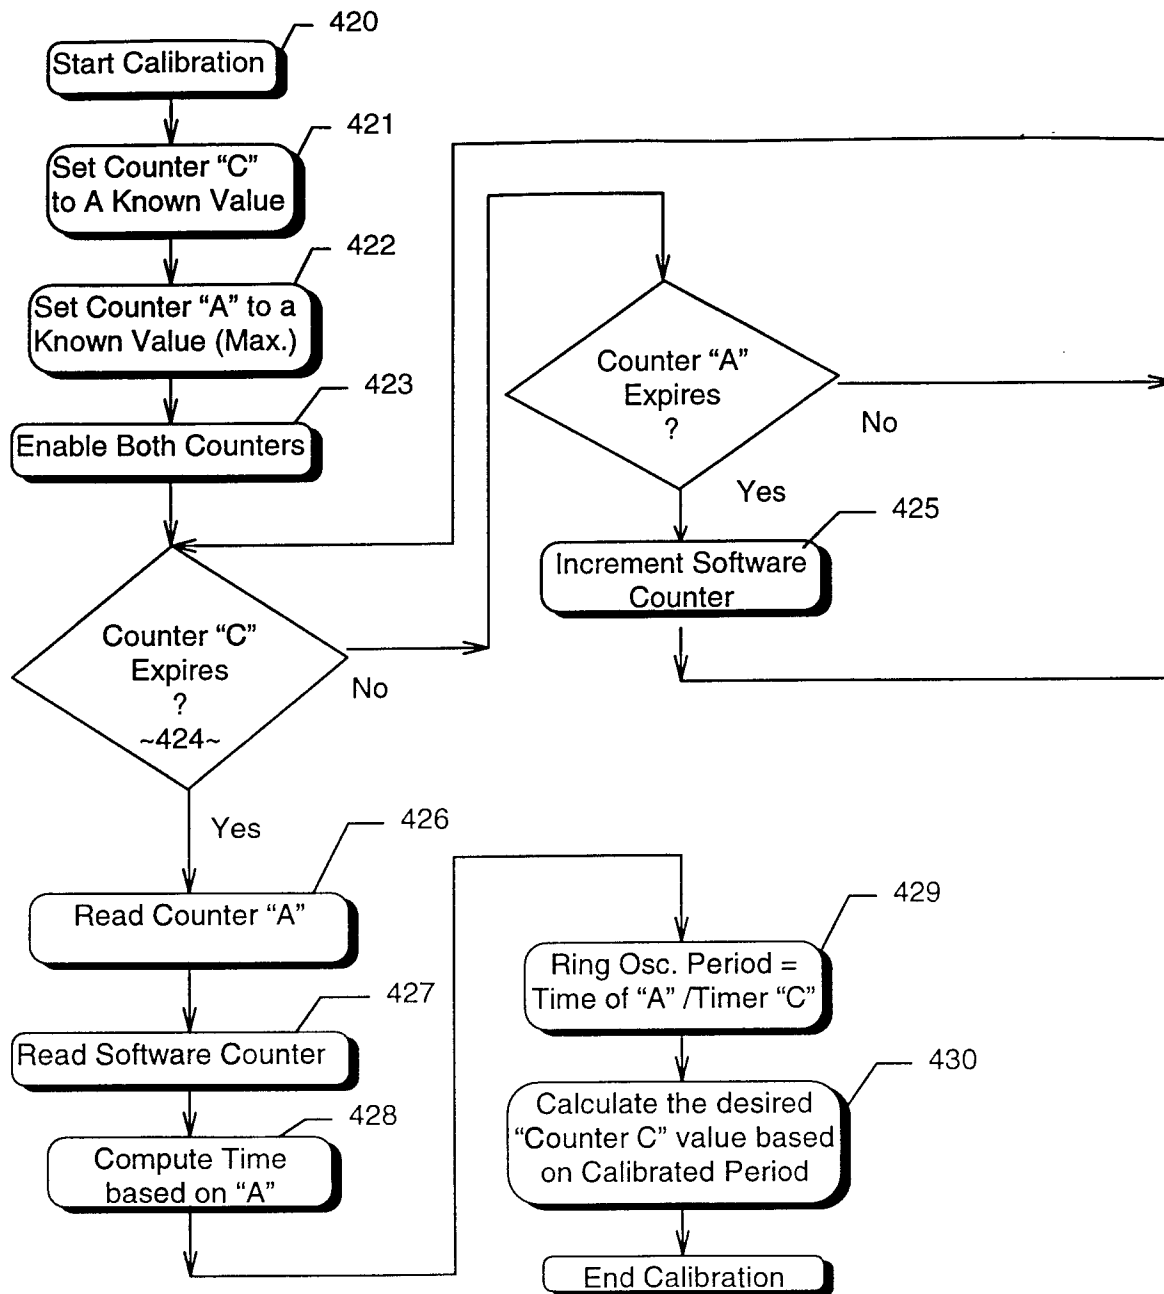 420
Start Calibration
421
Set Counter “C”
to A Known Value
422
Set Counter “A” to a
Known Value (Max.)
423
Enable Both Counters
Counter “C”
Expires
?
~424~
No
Yes
Counter “A”
Expires
?
No
Yes
425
Increment Software
Counter
426
Read Counter “A”
427
Read Software Counter
428
Compute Time
based on “A”
429
Ring Osc. Period =
Time of “A” /Timer “C”
430
Calculate the desired
“Counter C” value based
on Calibrated Period
End Calibration